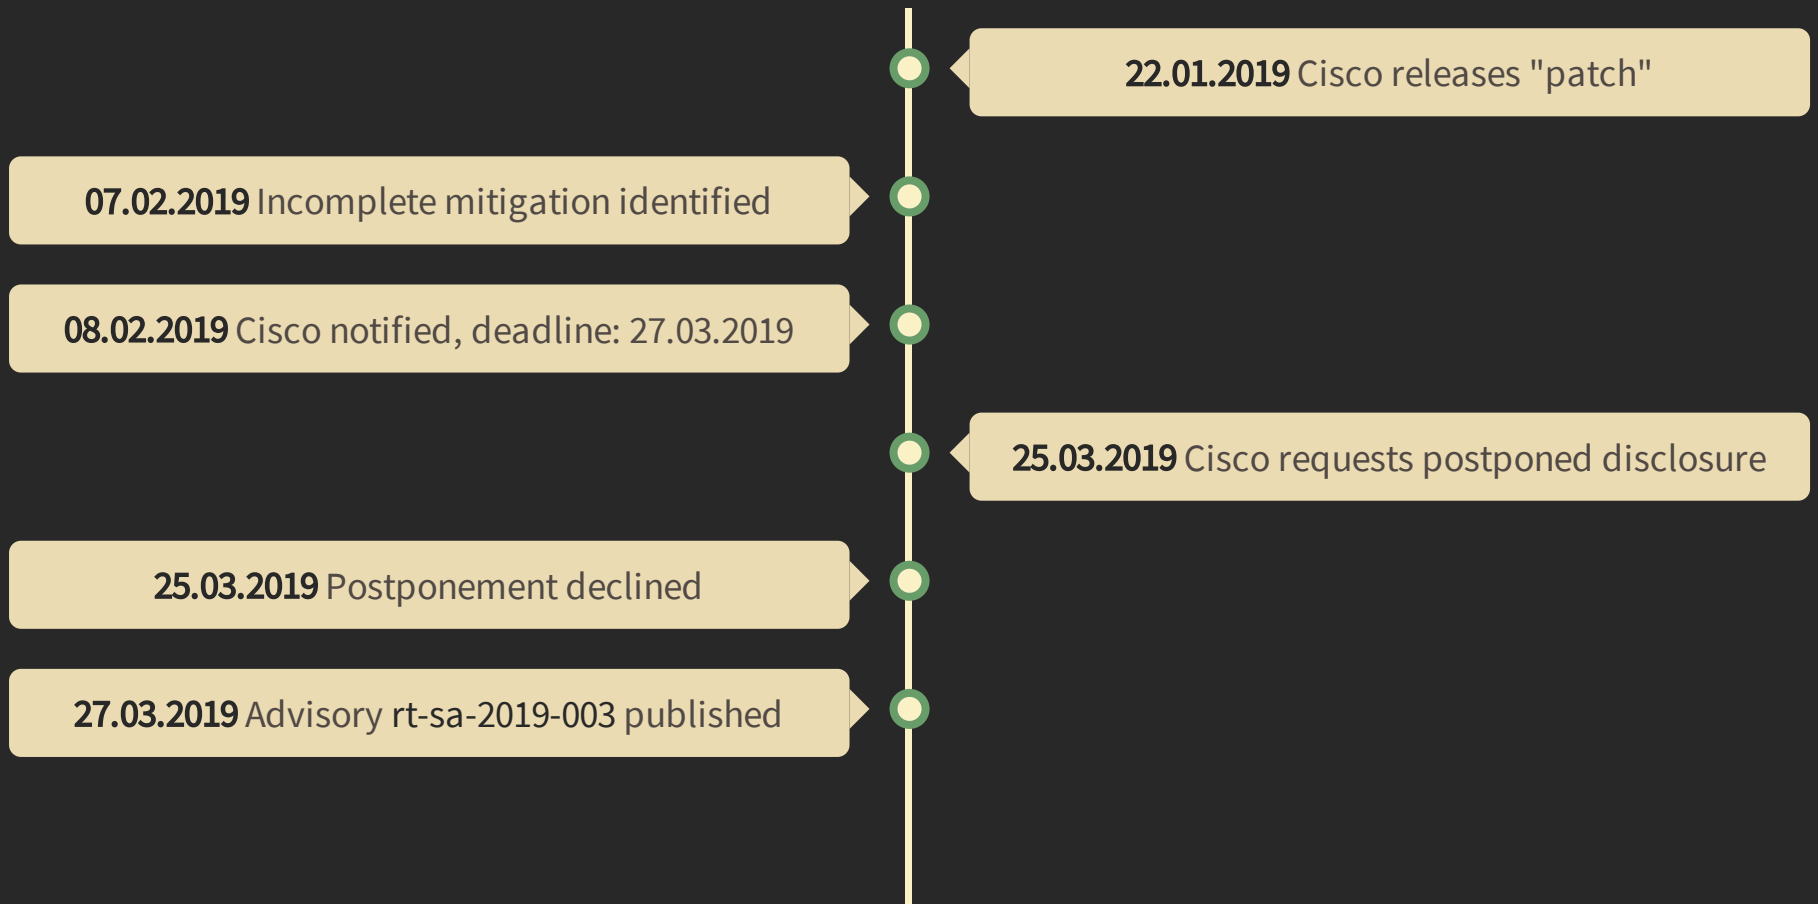 22.01.2019 Cisco releases "patch"
07.02.2019 Incomplete mitigation identified
08.02.2019 Cisco notified, deadline: 27.03.2019
25.03.2019 Cisco requests postponed disclosure
25.03.2019 Postponement declined
27.03.2019 Advisory rt-sa-2019-003 published